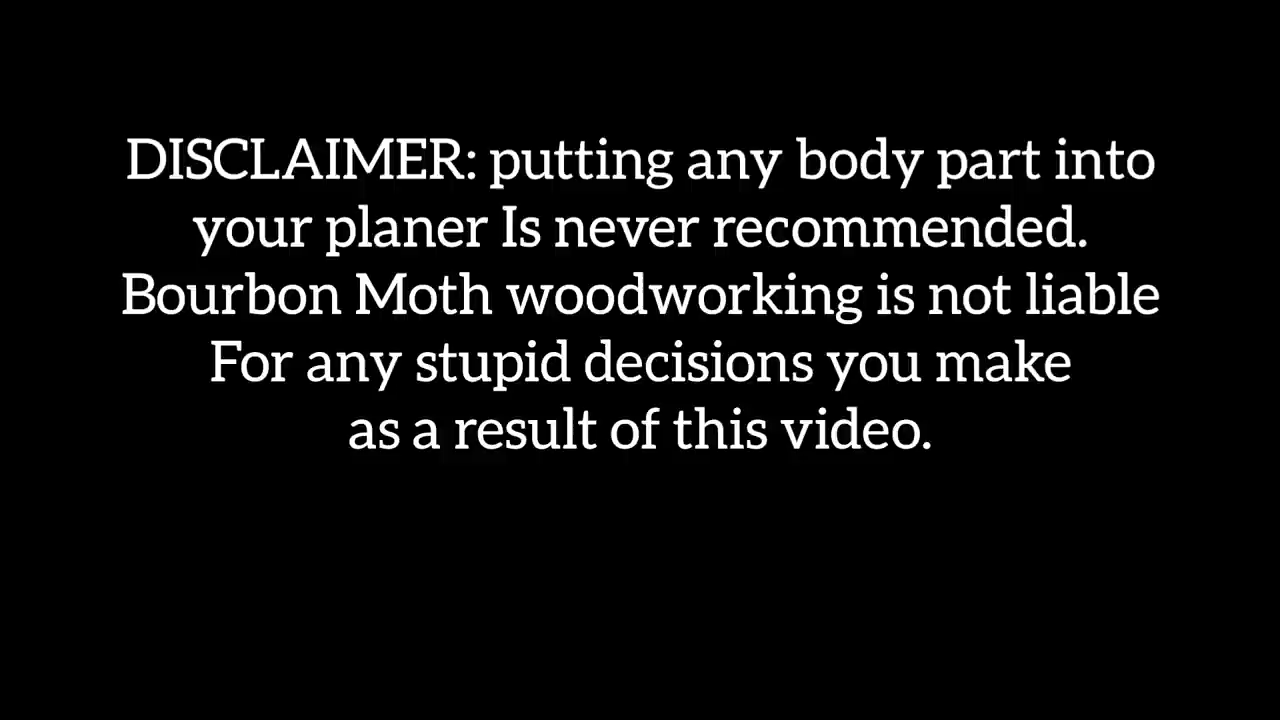 DISCLAIMER: putting any body part into
your planer Is never recommended.
Bourbon Moth woodworking is not liable
For any stupid decisions you make
as a result of this video.